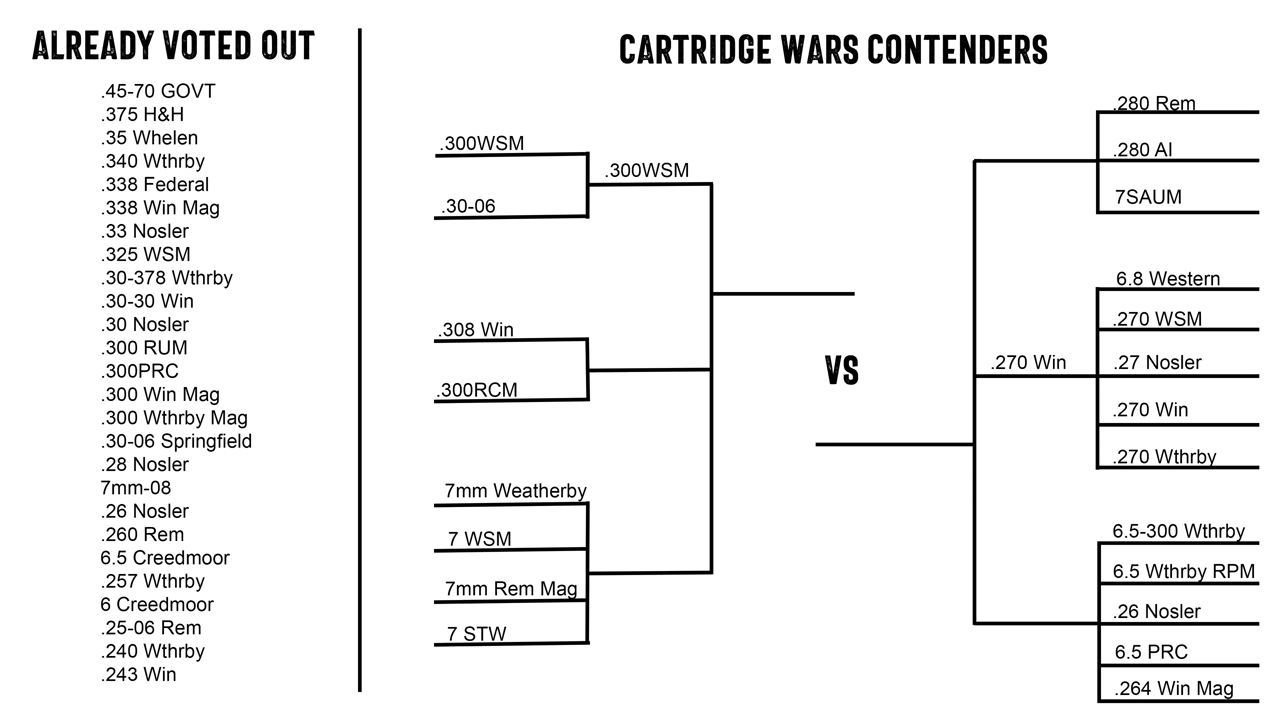 ALREADY VOTED OUT
.45-70 GOVT
.375 H&H
.35 Whelen
.340 Wthrby
.338 Federal
.338 Win Mag
.33 Nosler
.325 WSM
.30-378 Wthrby
.30-30 Win
.30 Nosler
.300 RUM
.300PRC
.300 Win Mag
.300 Wthrby Mag
.30-06 Springfield
.28 Nosler
7mm-08
.26 Nosler
.260 Rem
6.5 Creedmoor
.257 Wthrby
6 Creedmoor
.25-06 Rem
.240 Wthrby
.243 Win
CARTRIDGE WARS CONTENDERS
.300WSM
.30-06
.300WSM
.308 Win
.300RCM
7mm Weatherby
7 WSM
7mm Rem Mag
7 STW
VS
.280 Rem
.280 AI
7SAUM
.270 Win
6.8 Western
.270 WSM
.27 Nosler
.270 Win
.270 Wthrby
6.5-300 Wthrby
6.5 Wthrby RPM
.26 Nosler
6.5 PRC
.264 Win Mag